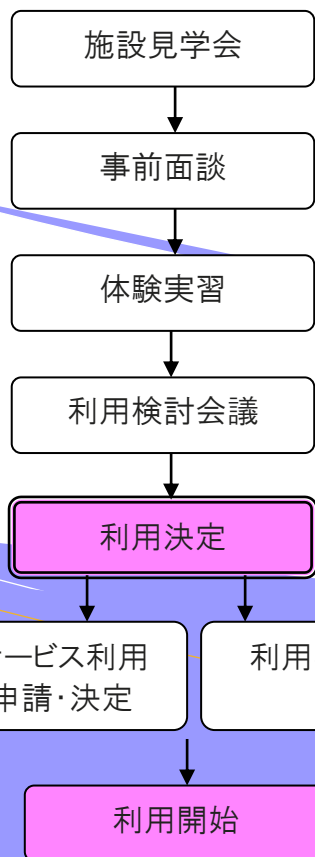 施設見学会
事前面談
体験実習
利用検討会議
利用決定
ービス利用
申請・決定
利用
利用開始